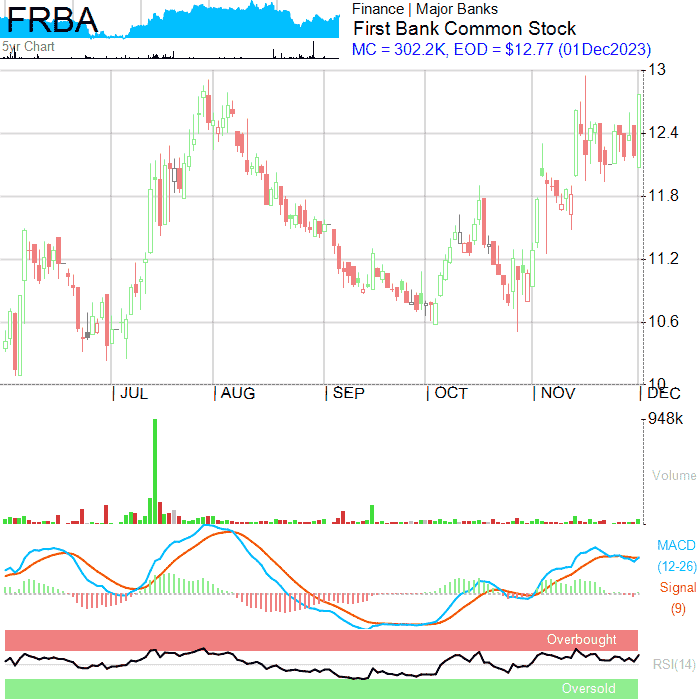 FRBA
5yr Chart
Finance | Major Banks
First Bank Common Stock
MC = 302.2K, EOD = $12.77 (01Dec2023)
13
12.4
11.8
11.2
10.6
10
JUL AUG SEP OCT NOV DEC
948k
Volume
MACD
(12-26)
Signal
(9)
Overbought
RSI(14)
Oversold